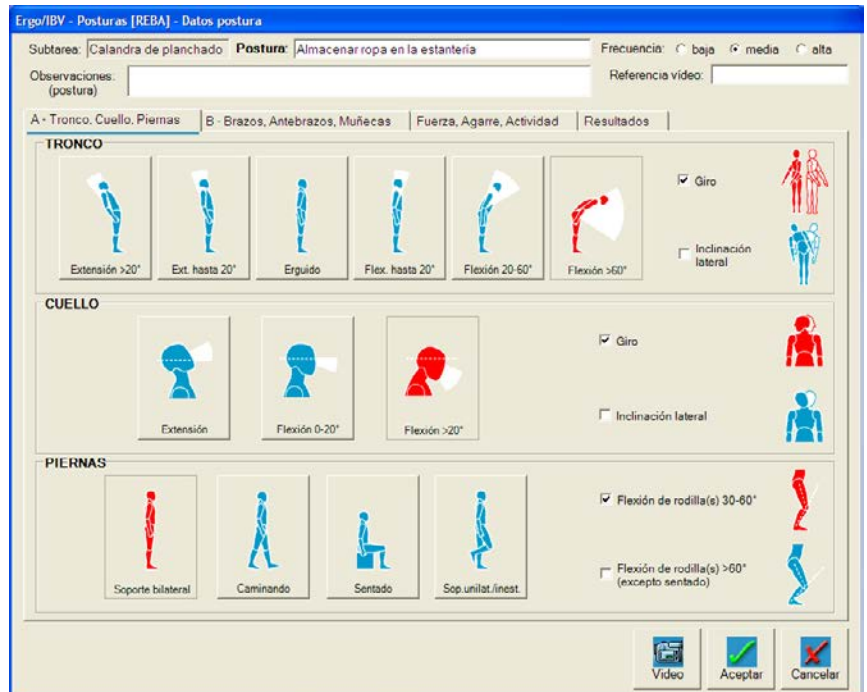 Ergo/IBV - Posturas [REBA] - Datos postura
Subtarea: Calandra de planchado Postura: Almacenar ropa en la estantería Frecuencia: baja media alta
Observaciones: (postura) Referencia vídeo:
A - Tronco, Cuello, Piernas B - Brazos, Antebrazos, Muñecas Fuerza, Agarre, Actividad Resultados
TRONCO
Giro
Inclinación lateral
Extensión >20° Ext. hasta 20° Erguido Flex. hasta 20° Flexión 20-60° Flexión >60°
CUELLO
Giro
Inclinación lateral
Extensión Flexión 0-20° Flexión >20°
PIERNAS
Flexión de rodilla(s) 30-60°
Flexión de rodilla(s) >60°
(excepto sentado)
Soporte bilateral Caminando Sentado Sop.unilat./inest.
Video Aceptar Cancelar